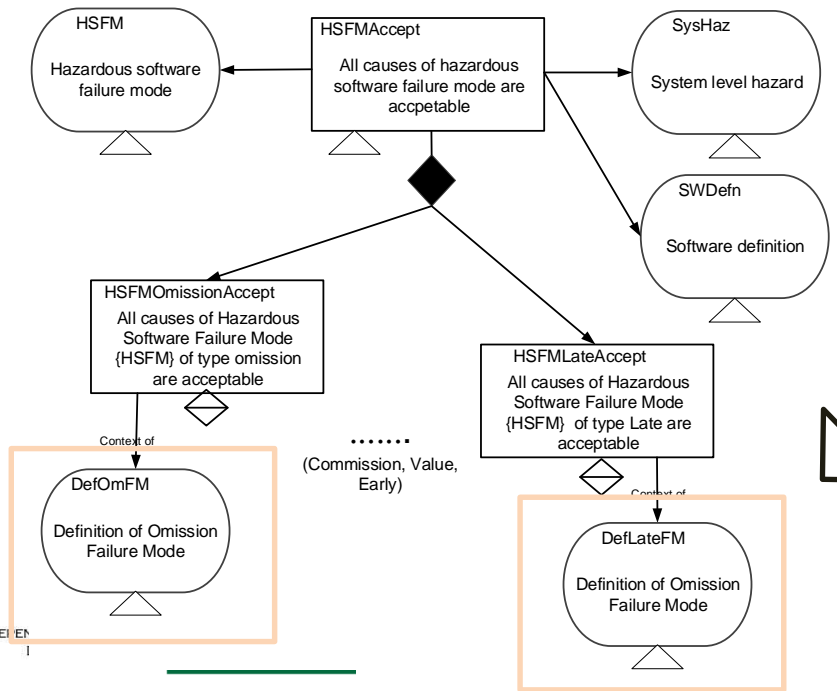 HSFM
Hazardous software
failure mode
HSFMAccept
All causes of hazardous
software failure mode are
accpetable
SysHaz
System level hazard
SWDefn
Software definition
HSFMOmissionAccept
All causes of Hazardous
Software Failure Mode
{HSFM} of type omission
are acceptable
HSFMLateAccept
All causes of Hazardous
Software Failure Mode
{HSFM} of type Late are
acceptable
Context of
.......
(Commission, Value,
Early)
Context of
DefOmFM
Definition of Omission
Failure Mode
DefLateFM
Definition of Omission
Failure Mode